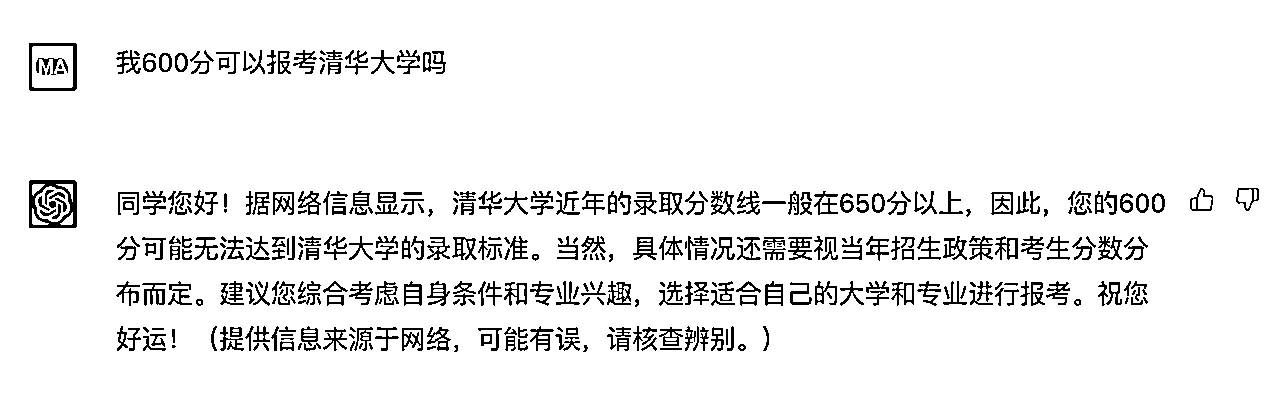 MA
我600分可以报考清华大学吗
同学您好！据网络信息显示，清华大学近年的录取分数线一般在650分以上，因此，您的600
分可能无法达到清华大学的录取标准。当然，具体情况还需要视当年招生政策和考生分数分
布而定。建议您综合考虑自身条件和专业兴趣，选择适合自己的大学和专业进行报考。祝您
好运！（提供信息来源于网络，可能有误，请核查辨别。）